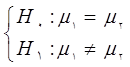 H۰ : μ۱ = μ۲
H۱ : μ۱ ≠ μ۲